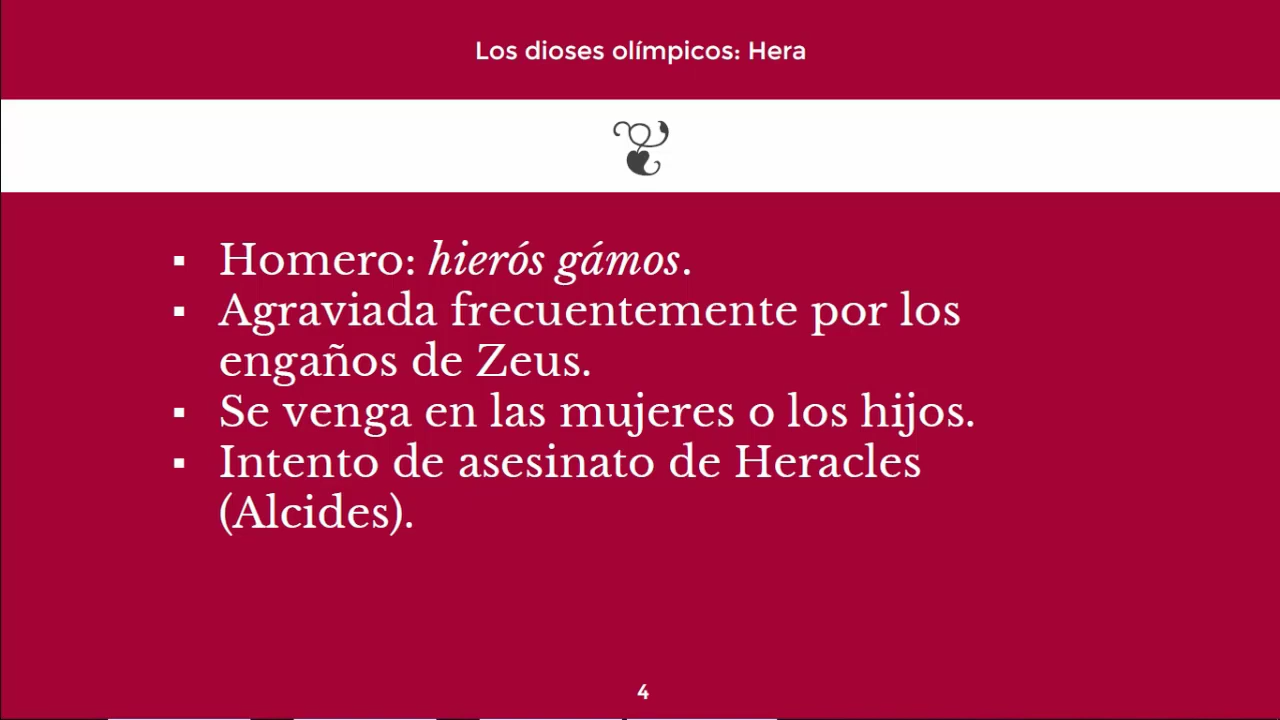 Los dioses olímpicos: Hera
▪ Homero: hierós gámos.
▪ Agraviada frecuentemente por los
engaños de Zeus.
▪ Se venga en las mujeres o los hijos.
▪ Intento de asesinato de Heracles
(Alcides).
4